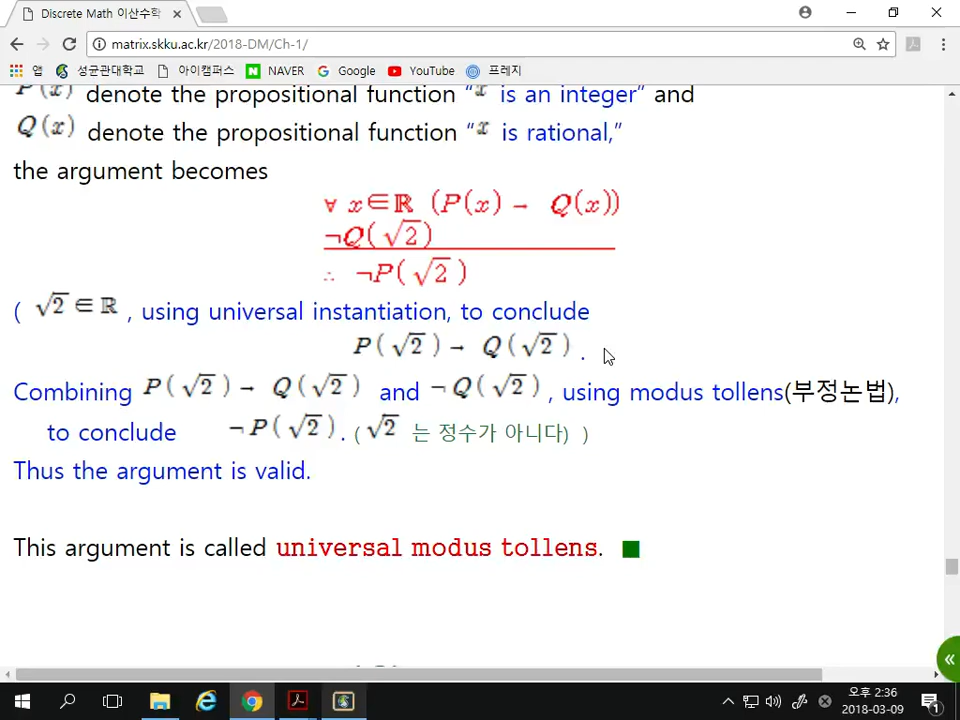 Discrete Math 이산수학
matrix.skku.ac.kr/2018-DM/Ch-1/
앱 성균관대학교 아이캠퍼스 NAVER Google YouTube 프레지
P(x) denote the propositional function “x is an integer” and
Q(x) denote the propositional function “x is rational,”
the argument becomes
∀ x∈ℝ (P(x) → Q(x))
¬Q(√2)
∴ ¬P(√2)
( √2 ∈ ℝ , using universal instantiation, to conclude
P(√2) → Q(√2) .
Combining P(√2) → Q(√2) and ¬Q(√2) , using modus tollens(부정논법),
to conclude ¬P(√2). ( √2 는 정수가 아니다) )
Thus the argument is valid.
This argument is called universal modus tollens. ■
오후 2:36
2018-03-09
1